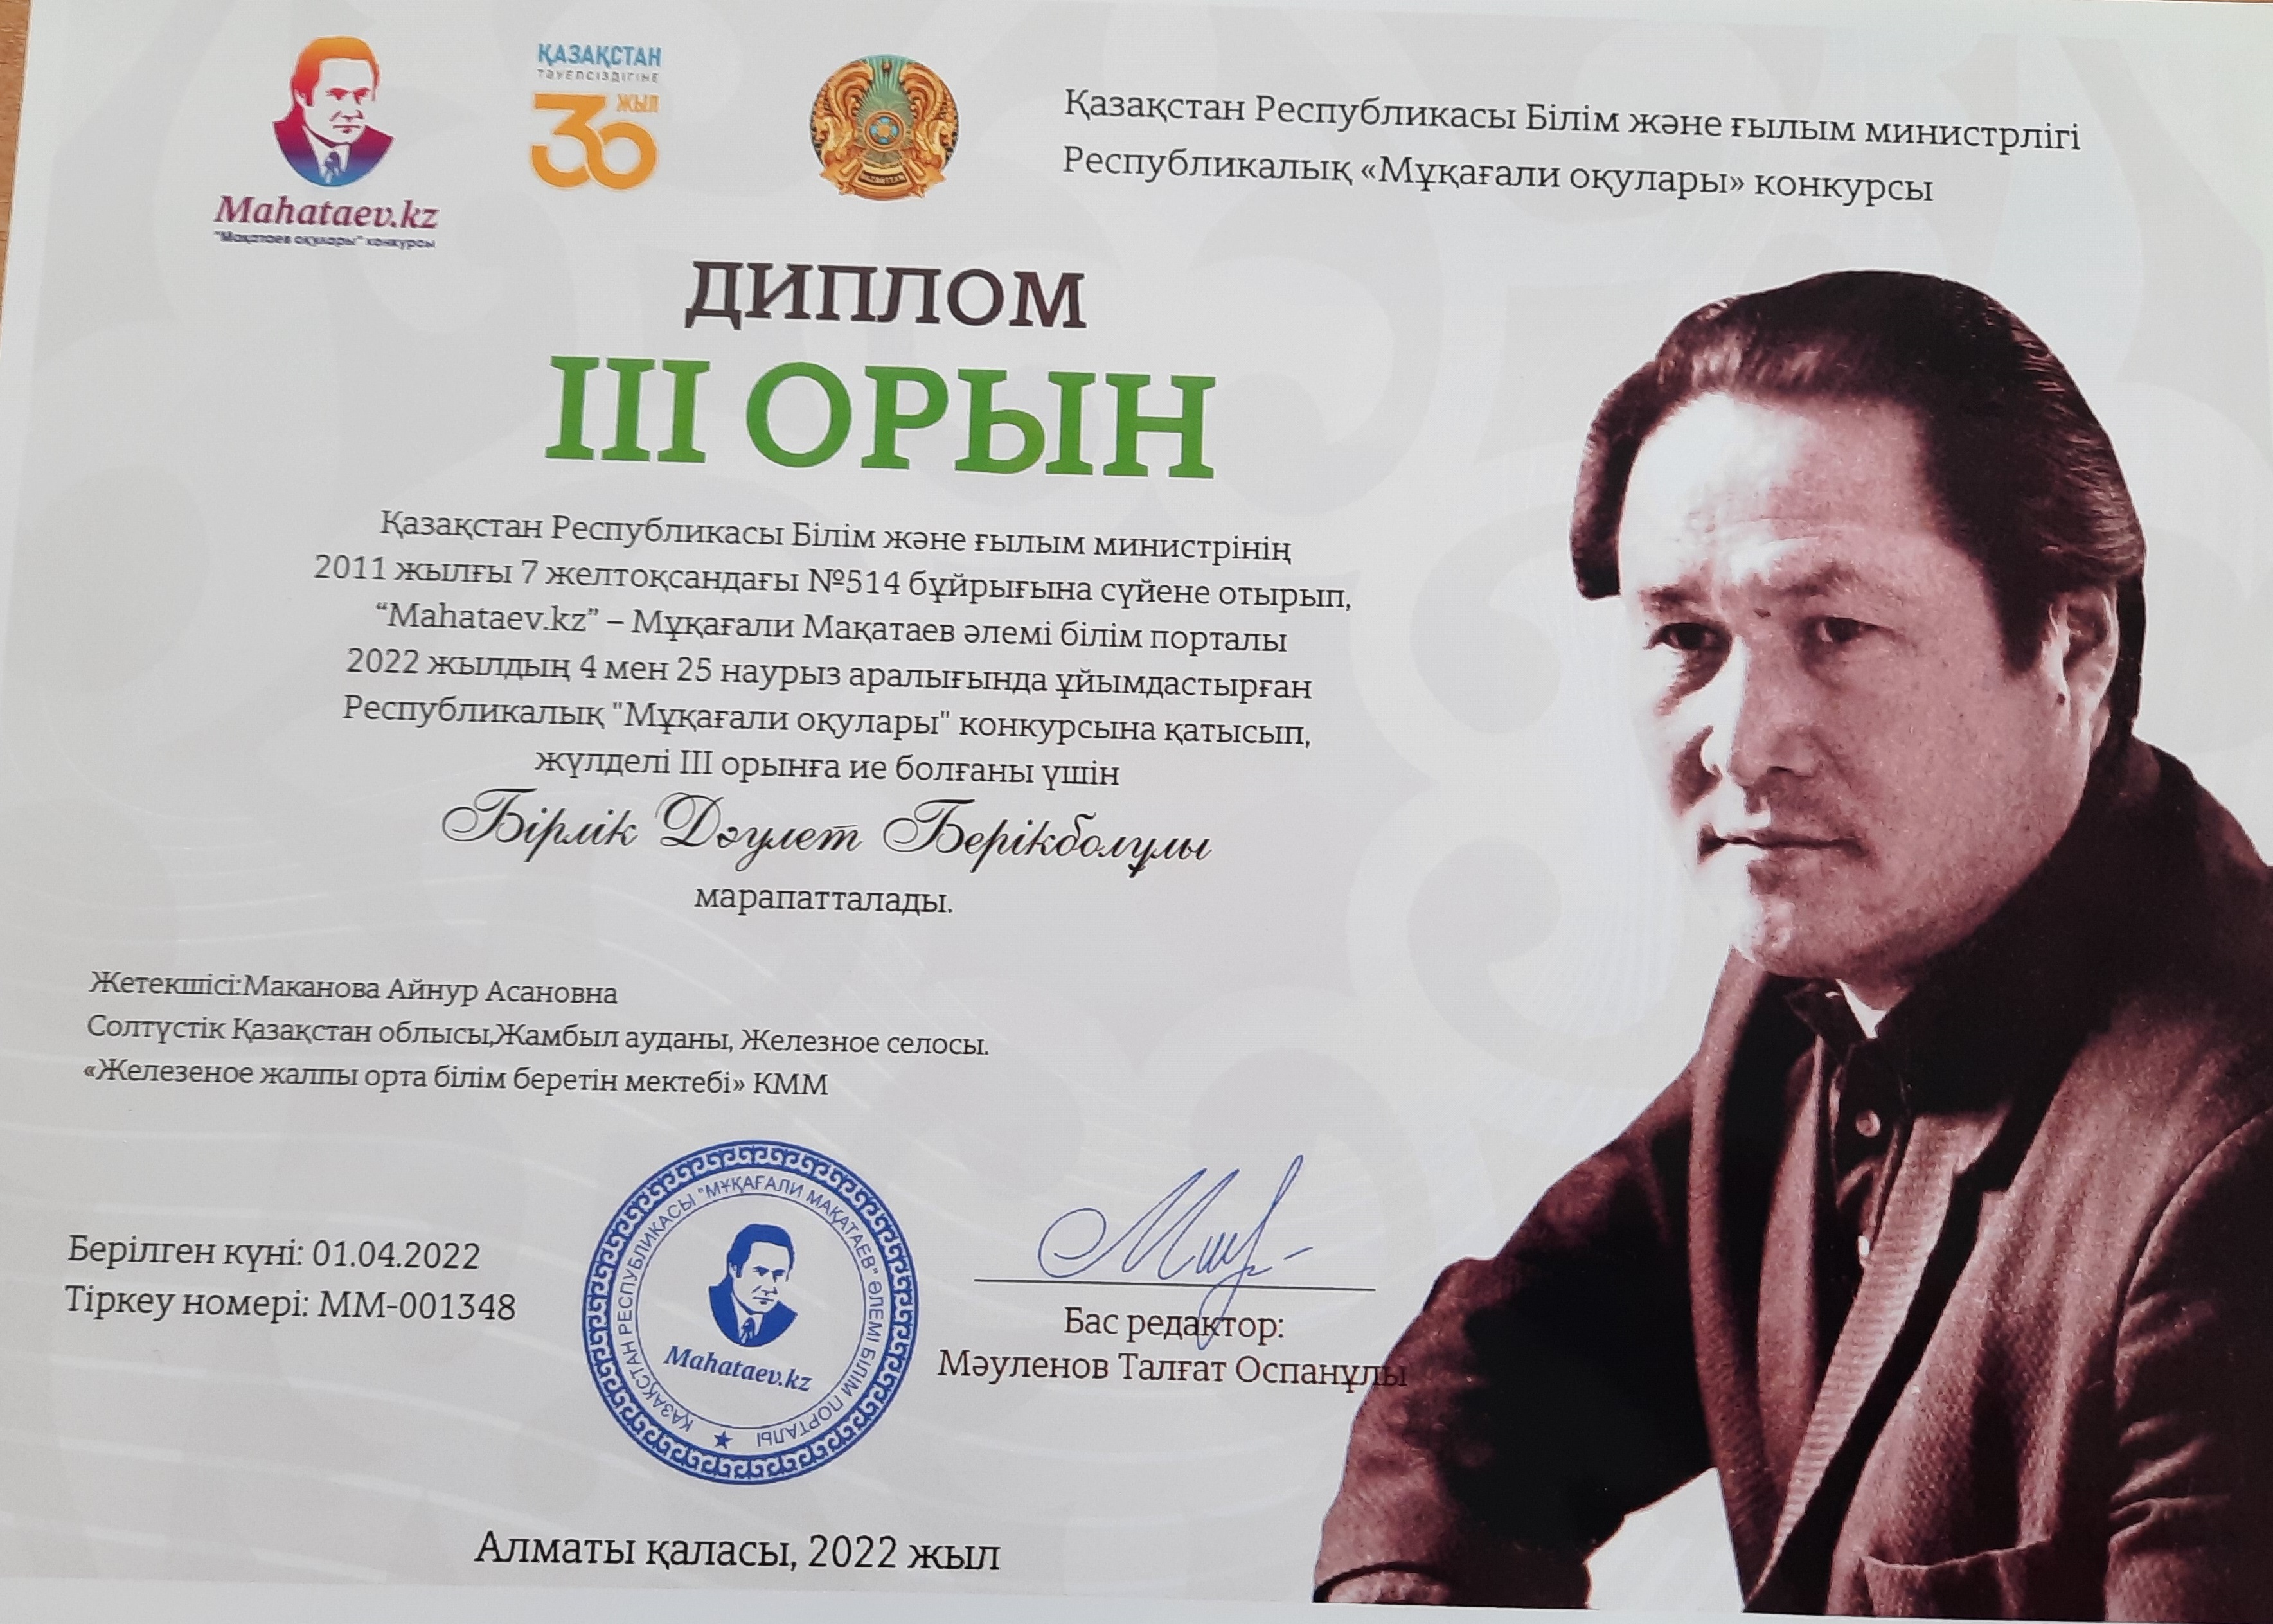 Mahataev.kz
"Мақатаев оқулары" конкурсы
ҚАЗАҚСТАН
ТӘУЕЛСІЗДІГІНЕ
30 ЖЫЛ
Қазақстан Республикасы Білім және ғылым министрлігі
Республикалық «Мұқағали оқулары» конкурсы
ДИПЛОМ
III ОРЫН
Қазақстан Республикасы Білім және ғылым министрінің
2011 жылғы 7 желтоқсандағы №514 бұйрығына сүйене отырып,
“Mahataev.kz” – Мұқағали Мақатаев әлемі білім порталы
2022 жылдың 4 мен 25 наурыз аралығында ұйымдастырған
Республикалық "Мұқағали оқулары" конкурсына қатысып,
жүлделі III орынға ие болғаны үшін
Бірлік Дәулет Берікболұлы
марапатталады.
Жетекшісі:Маканова Айнур Асановна
Солтүстік Қазақстан облысы,Жамбыл ауданы, Железное селосы.
«Железеное жалпы орта білім беретін мектебі» КММ
Берілген күні: 01.04.2022
Тіркеу номері: ММ-001348
ҚАЗАҚСТАН РЕСПУБЛИКАСЫ "МҰҚАҒАЛИ МАҚАТАЕВ" ӘЛЕМІ БІЛІМ ПОРТАЛЫ
Mahataev.kz
Бас редактор:
Мәуленов Талғат Оспанұлы
Алматы қаласы, 2022 жыл